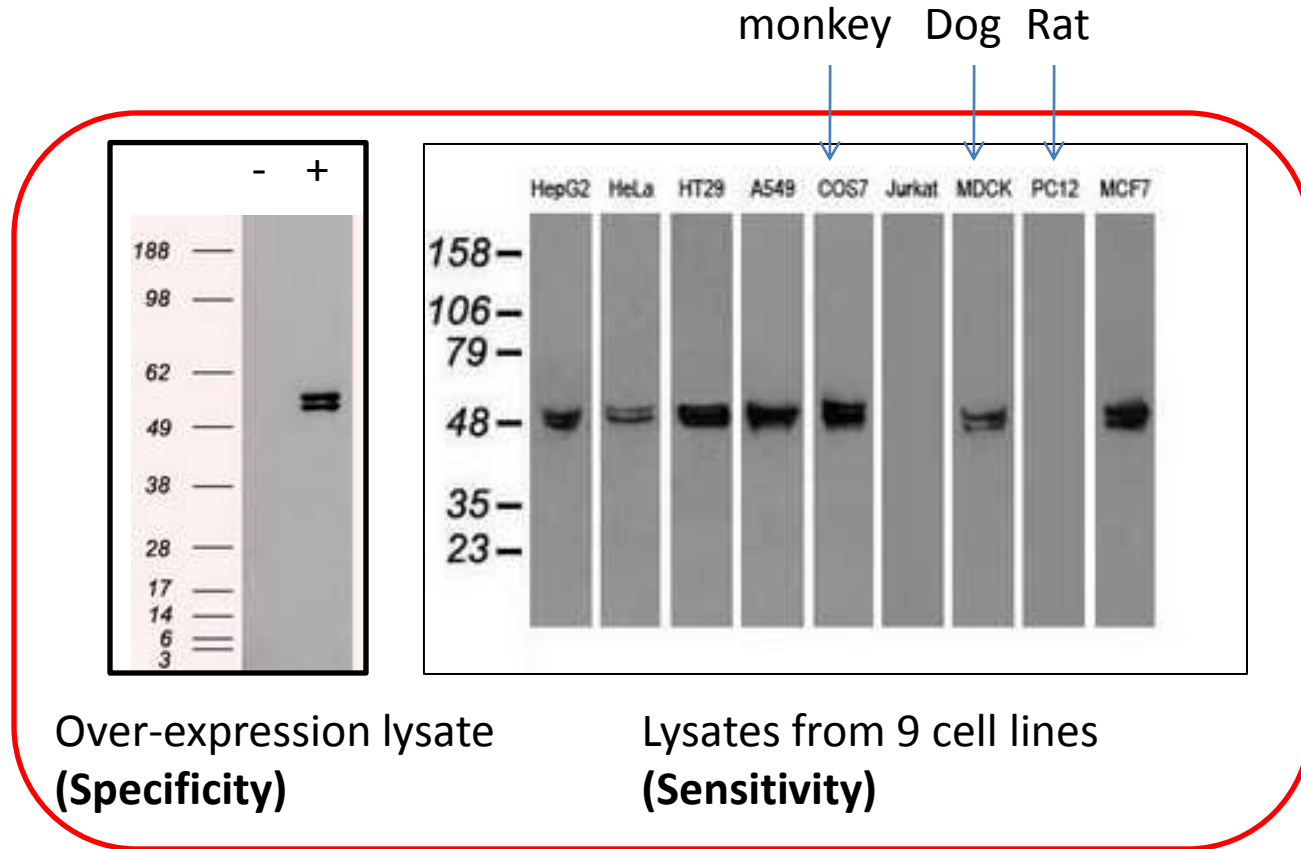 monkey Dog Rat
- +
HepG2 HeLa HT29 A549 COS7 Jurkat MDCK PC12 MCF7
188
98
62
49
38
28
17
14
6
3
158
106
79
48
35
23
Over-expression lysate
(Specificity)
Lysates from 9 cell lines
(Sensitivity)